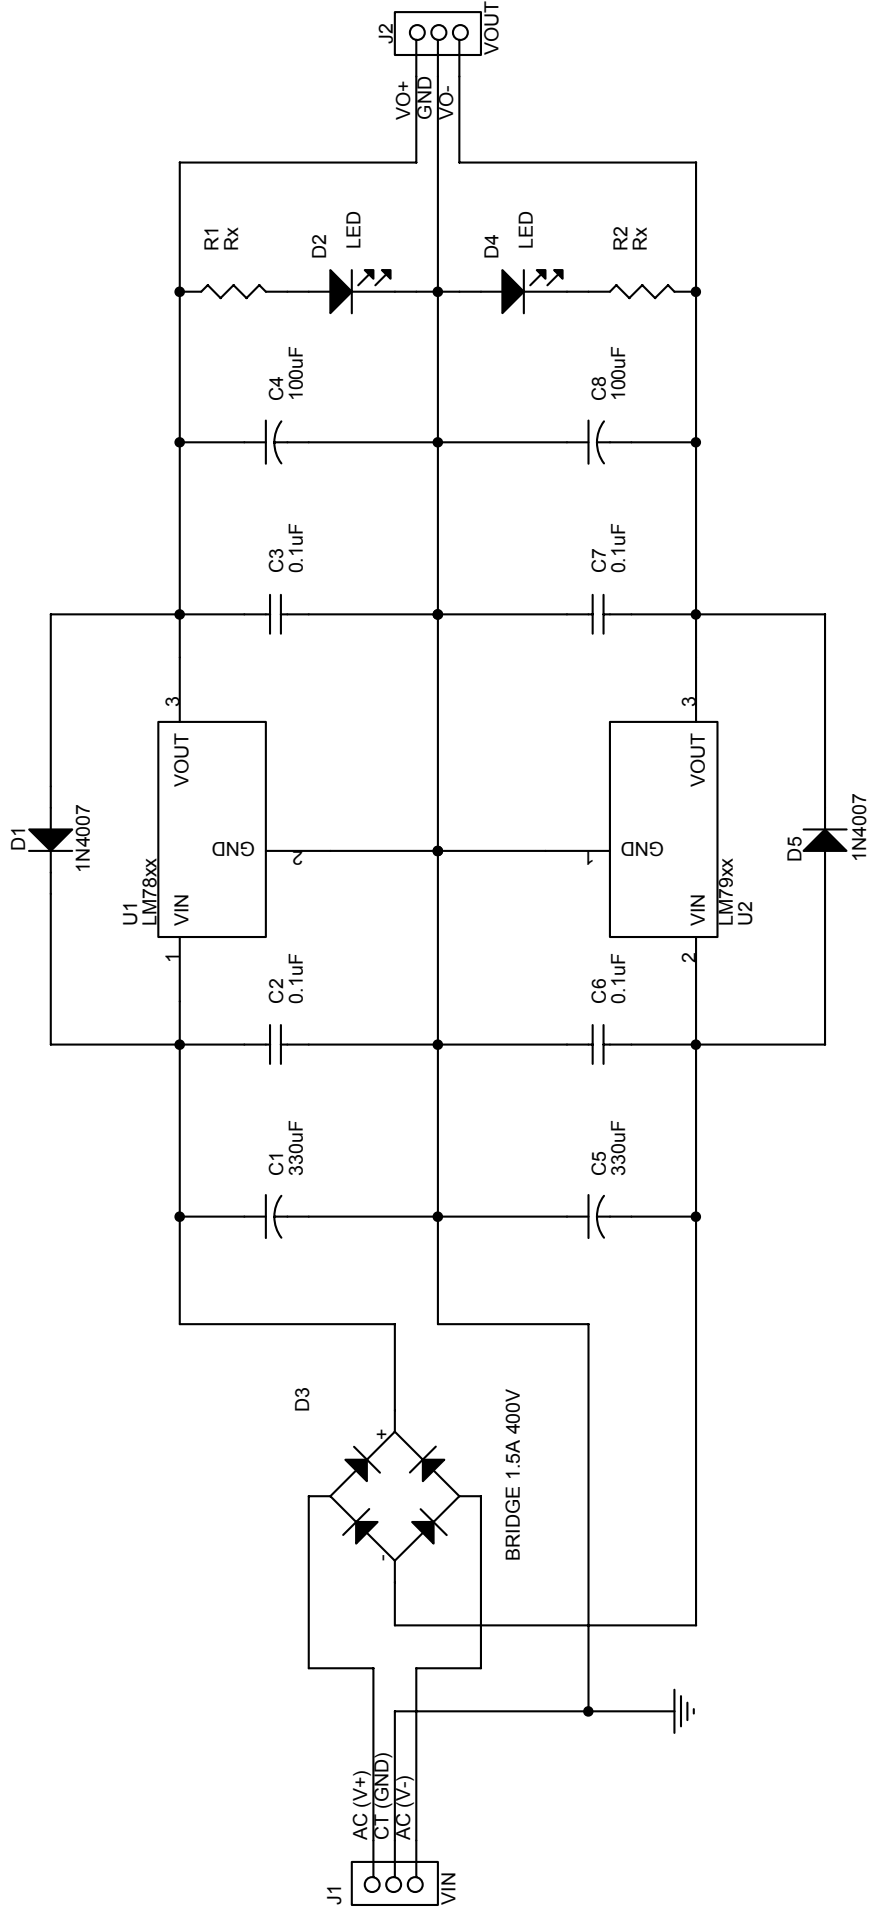 J2
VOUT
VO+
GND
VO-
R1
Rx
D2
LED
D4
LED
R2
Rx
C4
100uF
C8
100uF
C3
0.1uF
C7
0.1uF
D1
1N4007
3
VOUT
GND
VIN
U1
LM78xx
2
1
3
VOUT
GND
VIN
LM79xx
U2
1
2
D5
1N4007
C2
0.1uF
C6
0.1uF
C1
330uF
C5
330uF
D3
+
-
BRIDGE 1.5A 400V
AC (V+)
CT (GND)
AC (V-)
J1
VIN